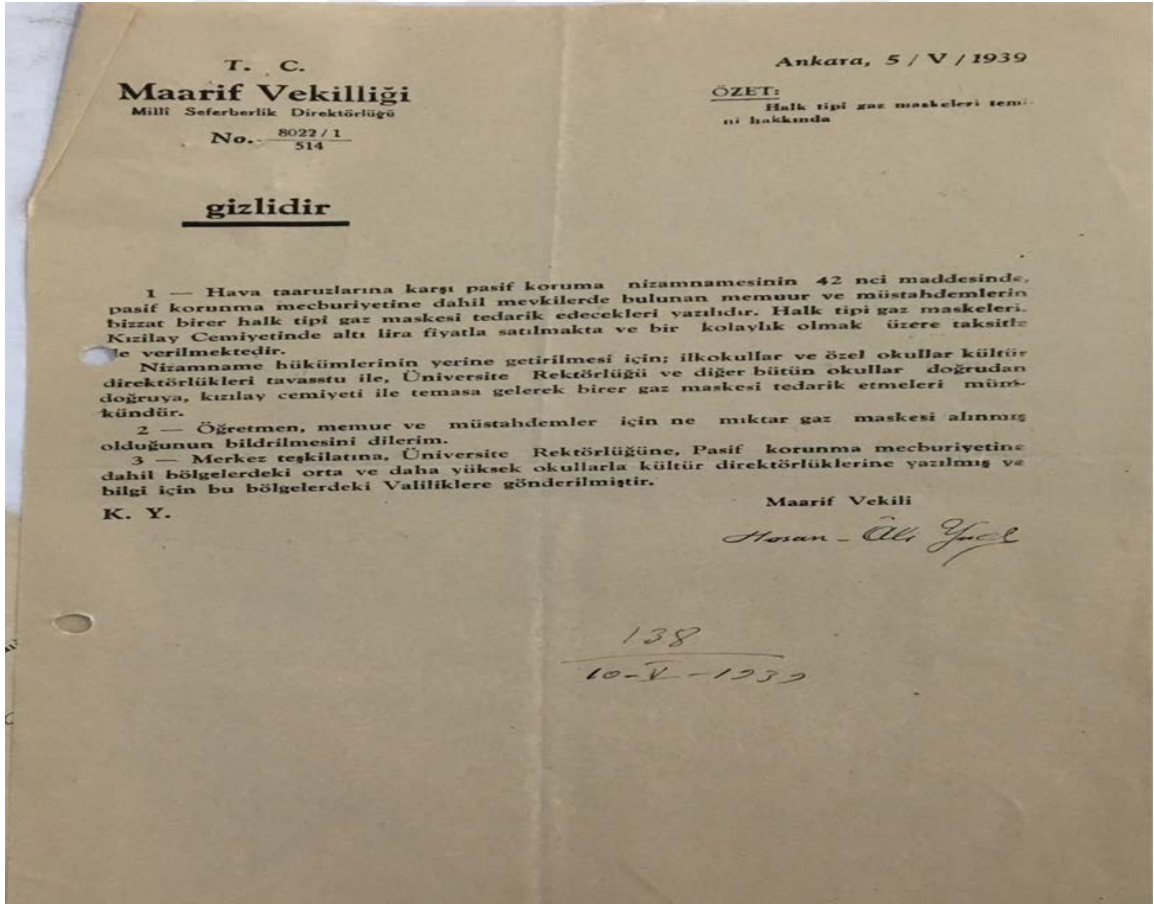 T. C.
Maarif Vekilliği
Millî Seferberlik Direktörlüğü
No. 8022 / 1
514
Ankara, 5 / V / 1939
ÖZET:
Halk tipi gaz maskeleri temi-
ni hakkında
gizlidir
1 — Hava taaruzlarına karşı pasif koruma nizamnamesinin 42 nci maddesinde,
pasif korunma mecburiyetine dahil mevkilerde bulunan memuur ve müstahdemlerin
bizzat birer halk tipi gaz maskesi tedarik edecekleri yazılıdır. Halk tipi gaz maskeleri,
Kızilay Cemiyetinde altı lira fiyatla satılmakta ve bir kolaylık olmak üzere taksitle
de verilmektedir.
Nizamname hükümlerinin yerine getirilmesi için; ilkokullar ve özel okullar kültür
direktörlükleri tavasstu ile, Üniversite Rektörlüğü ve diğer bütün okullar doğrudan
doğruya, kızılay cemiyeti ile temasa gelerek birer gaz maskesi tedarik etmeleri müm-
kündür.
2 — Öğretmen, memur ve müstahdemler için ne mıktar gaz maskesi alınmış
olduğunun bildrilmesini dilerim.
3 — Merkez teşkilatına, Üniversite Rektörlüğüne, Pasif korunma mecburiyetine
dahil bölgelerdeki orta ve daha yüksek okullarla kültür direktörlüklerine yazılmış ve
bilgi için bu bölgelerdeki Valiliklere gönderilmiştir.
K. Y.
Maarif Vekili
Hasan - Âli Yücel
138
10-V-1939